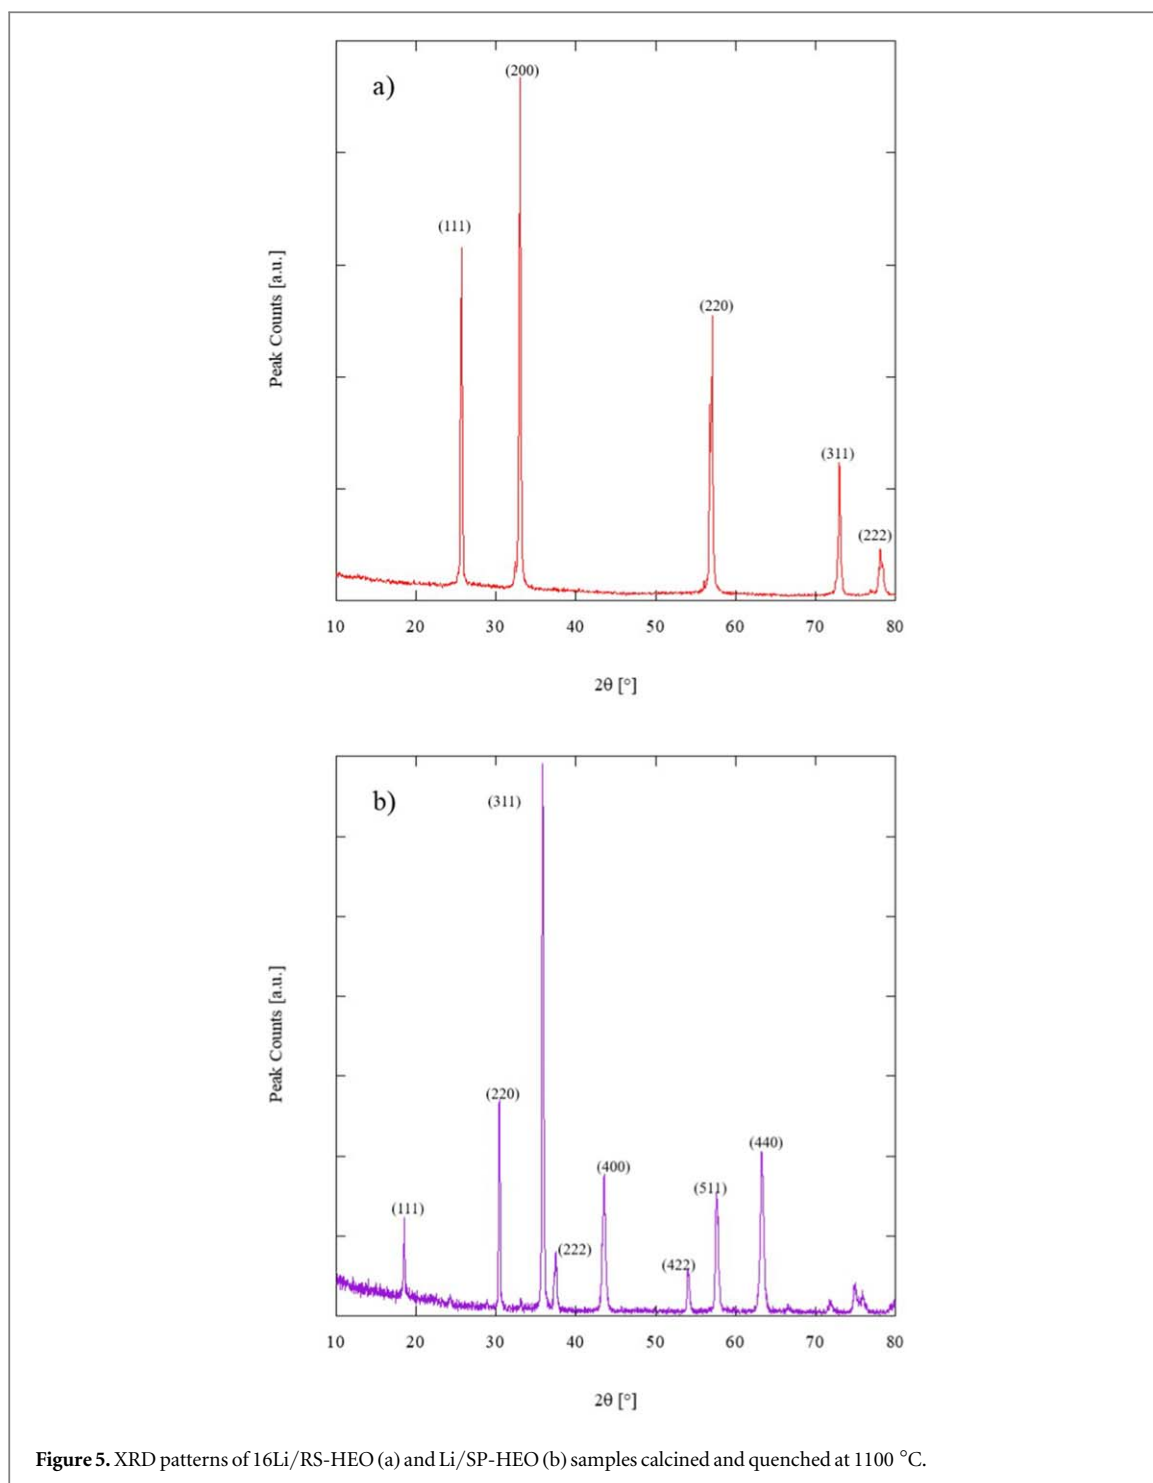 a)
(200)
(111)
(220)
(311)
(222)
Peak Counts [a.u.]
10 20 30 40 50 60 70 80
2θ [°]
b)
(311)
(220)
(440)
(400)
(511)
(111)
(222)
(422)
Peak Counts [a.u.]
10 20 30 40 50 60 70 80
2θ [°]
Figure 5. XRD patterns of 16Li/RS-HEO (a) and Li/SP-HEO (b) samples calcined and quenched at 1100 °C.